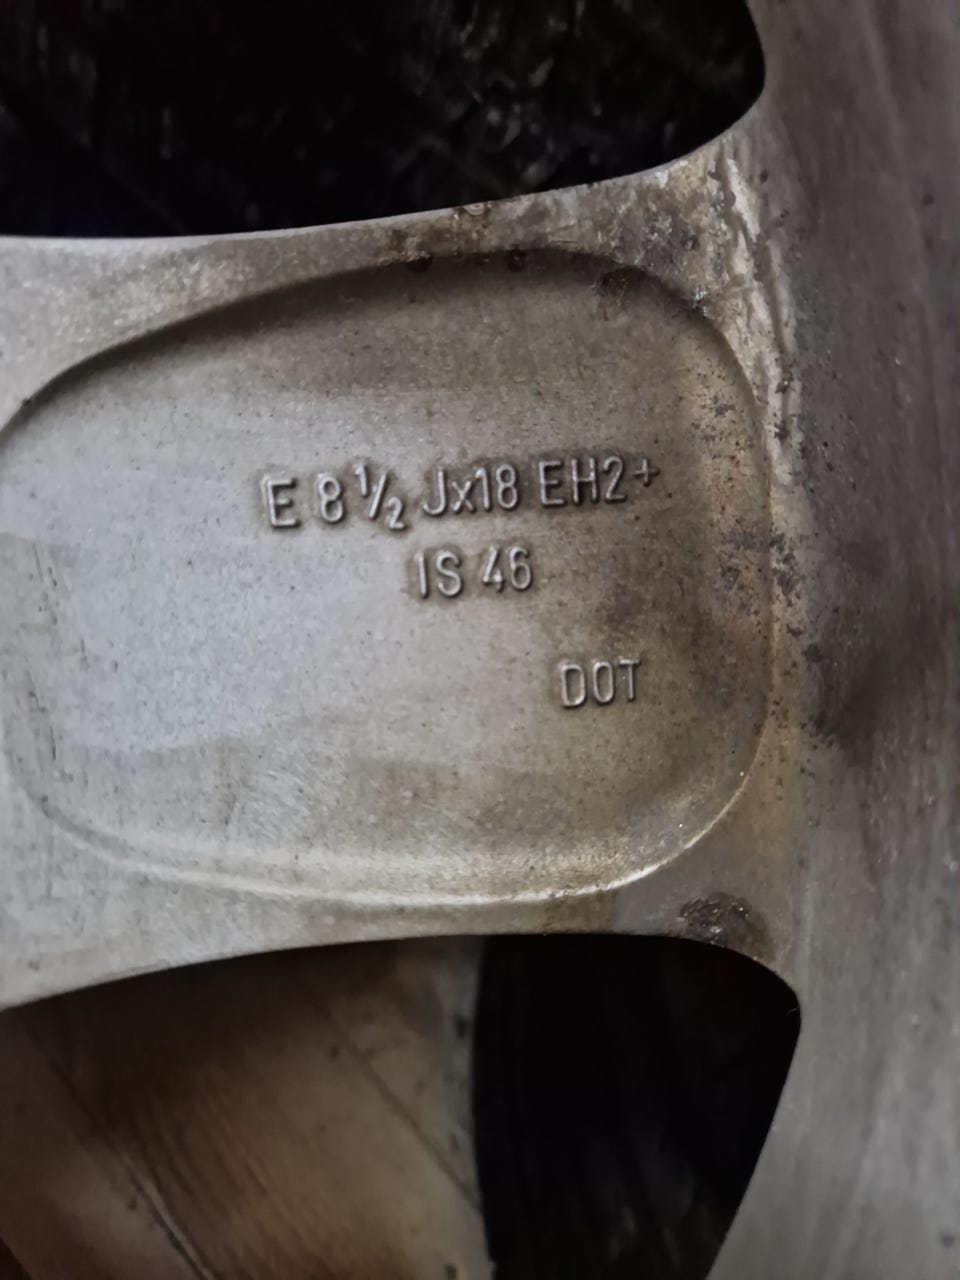 E 8½ Jx18 EH2+
IS 46
DOT